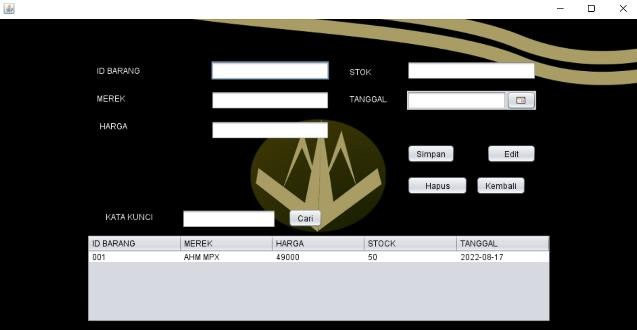 ID BARANG STOK
MEREK TANGGAL
HARGA
Simpan Edit
Hapus Kembali
KATA KUNCI Cari
ID BARANG MEREK HARGA STOCK TANGGAL
001 AHM MPX 49000 50 2022-08-17